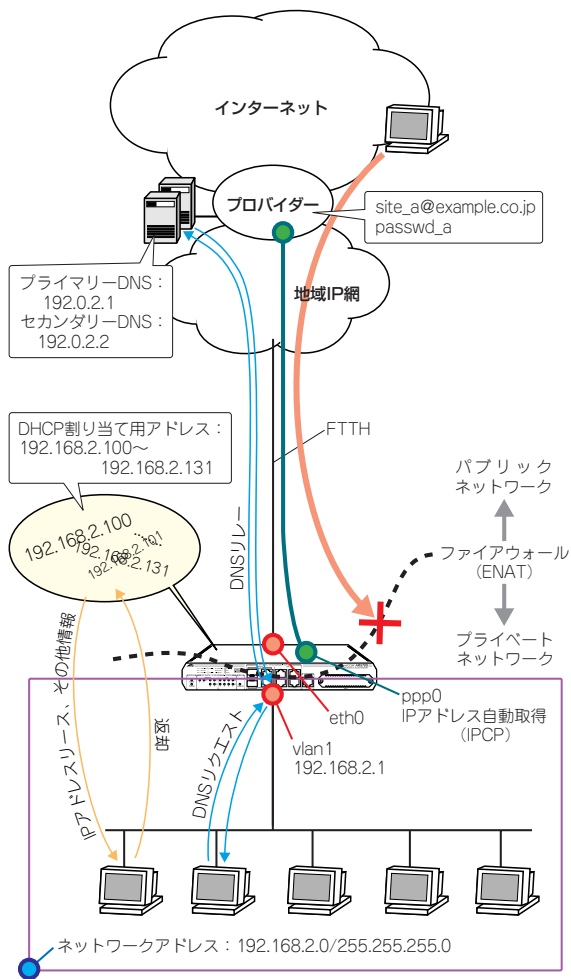 インターネット
プロバイダー
site_a@example.co.jp
passwd_a
プライマリーDNS：
192.0.2.1
セカンダリーDNS：
192.0.2.2
地域IP網
DHCP割り当て用アドレス：
192.168.2.100〜
192.168.2.131
FTTH
パブリック
ネットワーク
192.168.2.100
192.168.2.101
192.168.2.131
DNSリレー
ファイアウォール
（ENAT）
プライベート
ネットワーク
IPアドレスリース、その他情報
返却
eth0
ppp0
IPアドレス自動取得
（IPCP）
vlan1
192.168.2.1
DNSリクエスト
ネットワークアドレス：192.168.2.0/255.255.255.0